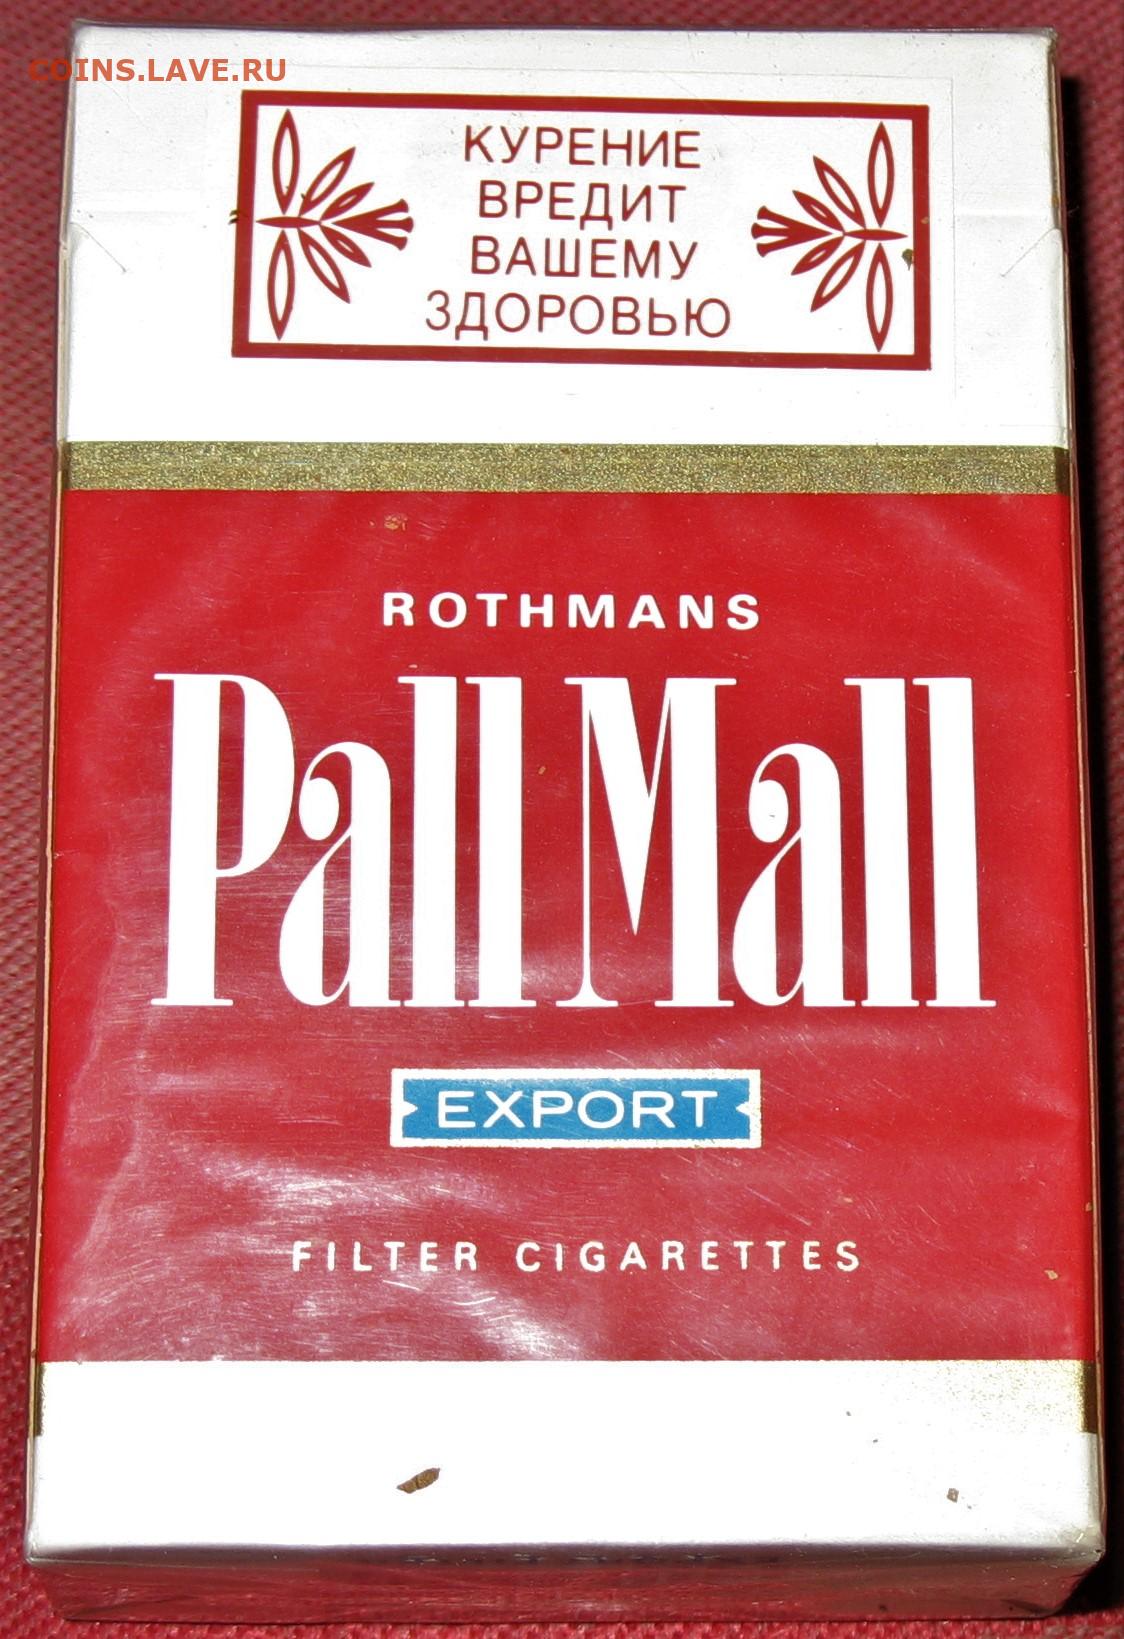 COINS.LAVE.RU
КУРЕНИЕ
ВРЕДИТ
ВАШЕМУ
ЗДОРОВЬЮ
ROTHMANS
Pall Mall
EXPORT
FILTER CIGARETTES